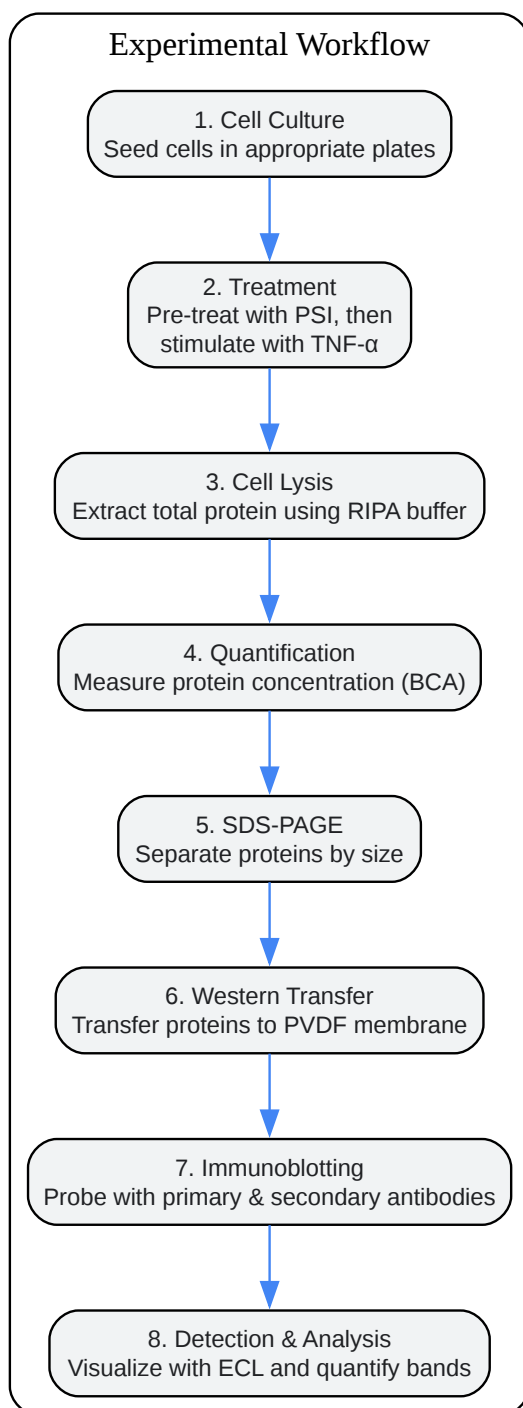 Experimental Workflow
1. Cell Culture
Seed cells in appropriate plates
2. Treatment
Pre-treat with PSI, then
stimulate with TNF-α
3. Cell Lysis
Extract total protein using RIPA buffer
4. Quantification
Measure protein concentration (BCA)
5. SDS-PAGE
Separate proteins by size
6. Western Transfer
Transfer proteins to PVDF membrane
7. Immunoblotting
Probe with primary & secondary antibodies
8. Detection & Analysis
Visualize with ECL and quantify bands